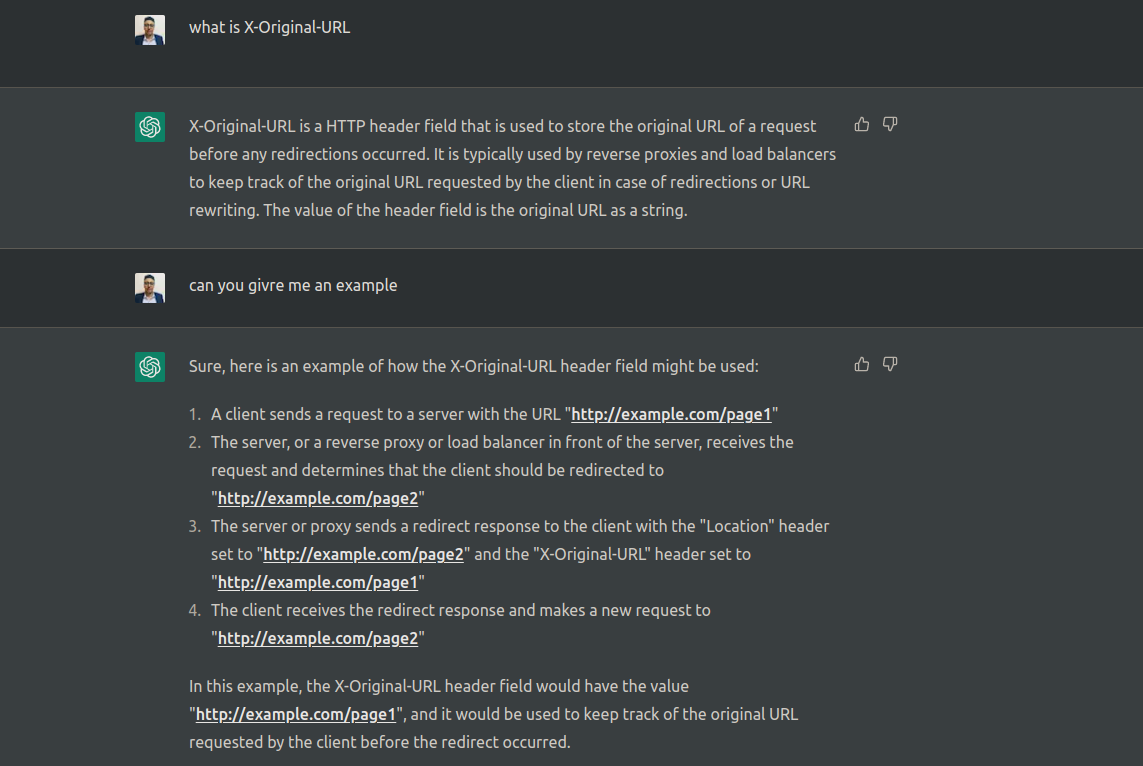 what is X-Original-URL
X-Original-URL is a HTTP header field that is used to store the original URL of a request
before any redirections occurred. It is typically used by reverse proxies and load balancers
to keep track of the original URL requested by the client in case of redirections or URL
rewriting. The value of the header field is the original URL as a string.
can you givre me an example
Sure, here is an example of how the X-Original-URL header field might be used:
1. A client sends a request to a server with the URL "http://example.com/page1"
2. The server, or a reverse proxy or load balancer in front of the server, receives the
request and determines that the client should be redirected to
"http://example.com/page2"
3. The server or proxy sends a redirect response to the client with the "Location" header
set to "http://example.com/page2" and the "X-Original-URL" header set to
"http://example.com/page1"
4. The client receives the redirect response and makes a new request to
"http://example.com/page2"
In this example, the X-Original-URL header field would have the value
"http://example.com/page1", and it would be used to keep track of the original URL
requested by the client before the redirect occurred.